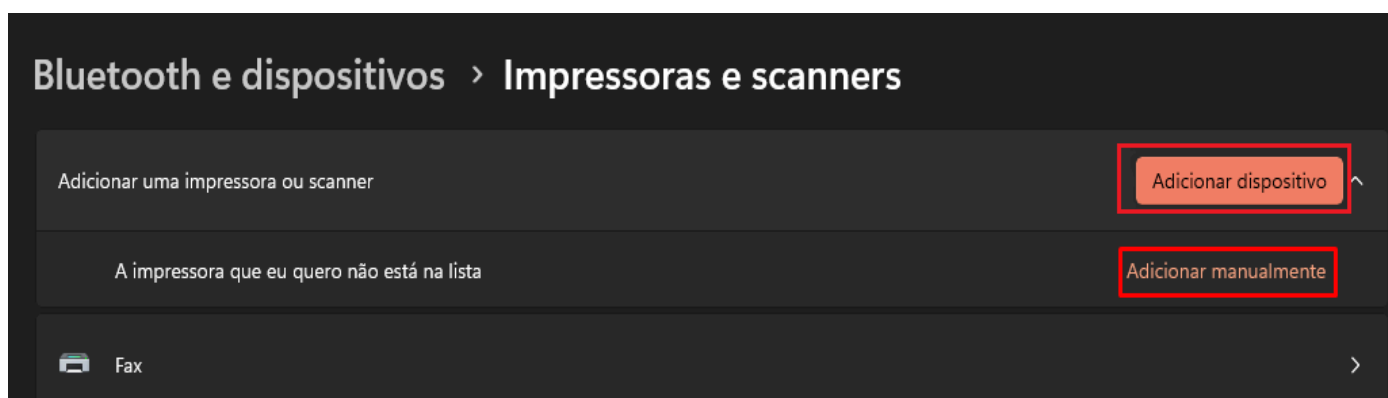 Bluetooth e dispositivos > Impressoras e scanners
Adicionar uma impressora ou scanner
Adicionar dispositivo
A impressora que eu quero não está na lista
Adicionar manualmente
Fax